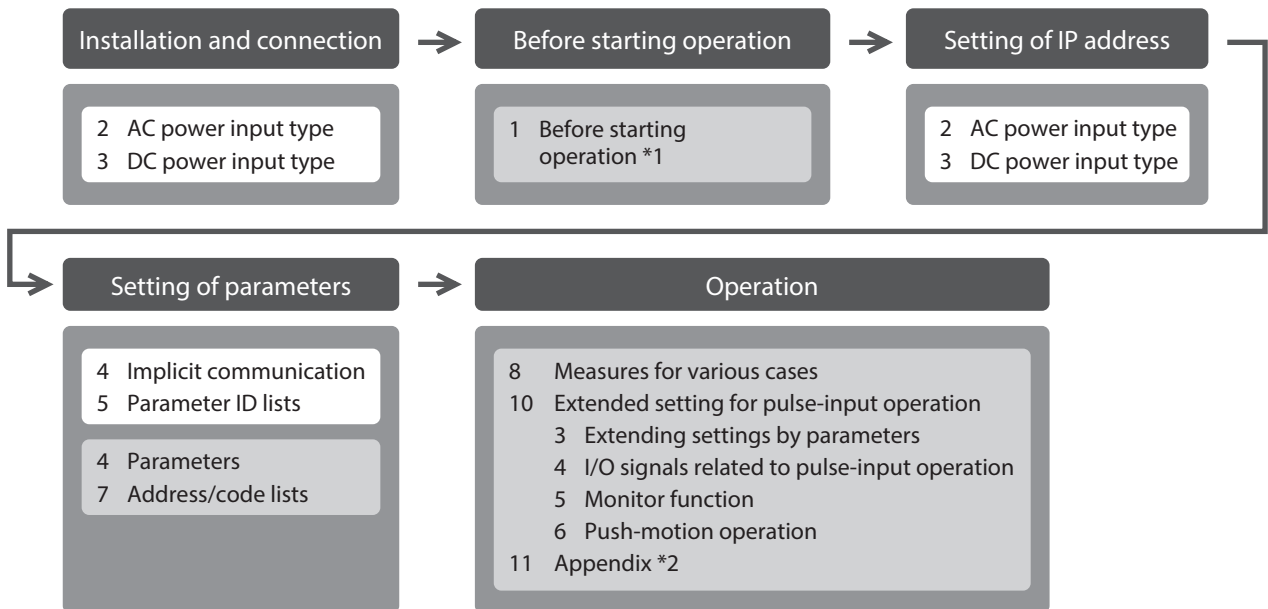 Installation and connection
Before starting operation
Setting of IP address
2 AC power input type
3 DC power input type
1 Before starting
operation *1
2 AC power input type
3 DC power input type
Setting of parameters
Operation
4 Implicit communication
5 Parameter ID lists
4 Parameters
7 Address/code lists
8 Measures for various cases
10 Extended setting for pulse-input operation
3 Extending settings by parameters
4 I/O signals related to pulse-input operation
5 Monitor function
6 Push-motion operation
11 Appendix *2